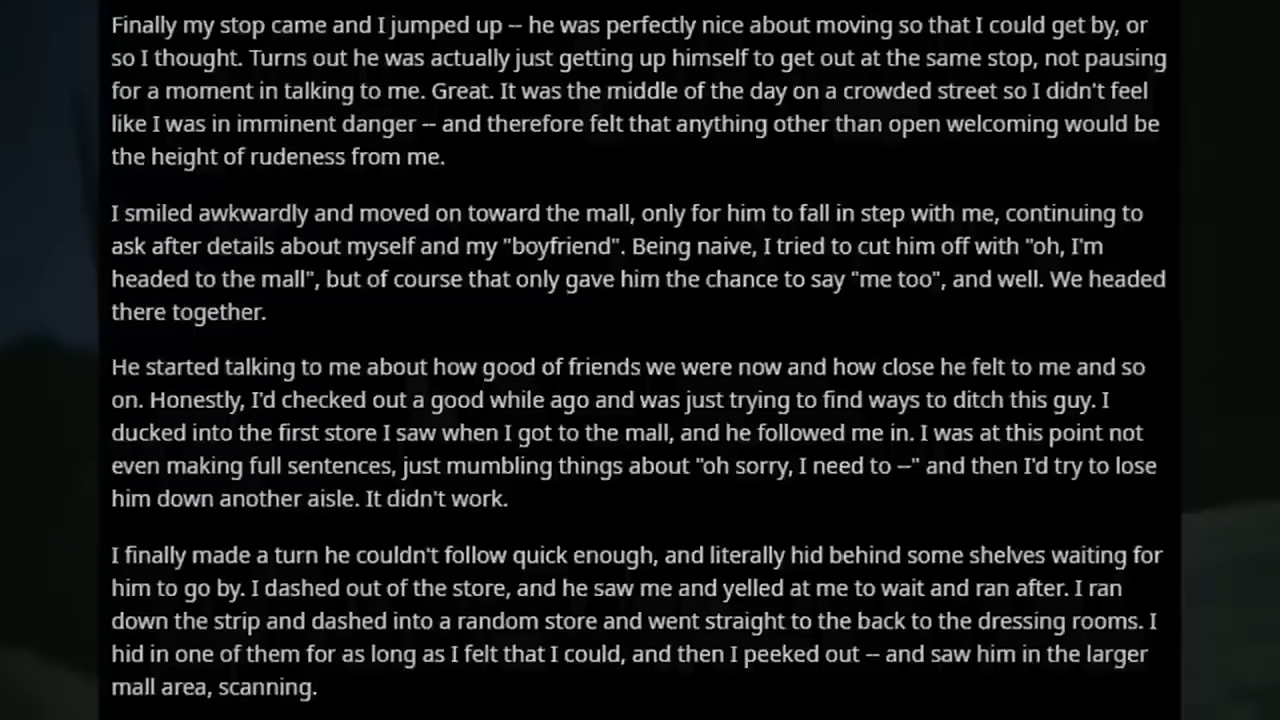 Finally my stop came and I jumped up -- he was perfectly nice about moving so that I could get by, or
so I thought. Turns out he was actually just getting up himself to get out at the same stop, not pausing
for a moment in talking to me. Great. It was the middle of the day on a crowded street so I didn't feel
like I was in imminent danger -- and therefore felt that anything other than open welcoming would be
the height of rudeness from me.
I smiled awkwardly and moved on toward the mall, only for him to fall in step with me, continuing to
ask after details about myself and my "boyfriend". Being naive, I tried to cut him off with "oh, I'm
headed to the mall", but of course that only gave him the chance to say "me too", and well. We headed
there together.
He started talking to me about how good of friends we were now and how close he felt to me and so
on. Honestly, I'd checked out a good while ago and was just trying to find ways to ditch this guy. I
ducked into the first store I saw when I got to the mall, and he followed me in. I was at this point not
even making full sentences, just mumbling things about "oh sorry, I need to --" and then I'd try to lose
him down another aisle. It didn't work.
I finally made a turn he couldn't follow quick enough, and literally hid behind some shelves waiting for
him to go by. I dashed out of the store, and he saw me and yelled at me to wait and ran after. I ran
down the strip and dashed into a random store and went straight to the back to the dressing rooms. I
hid in one of them for as long as I felt that I could, and then I peeked out -- and saw him in the larger
mall area, scanning.